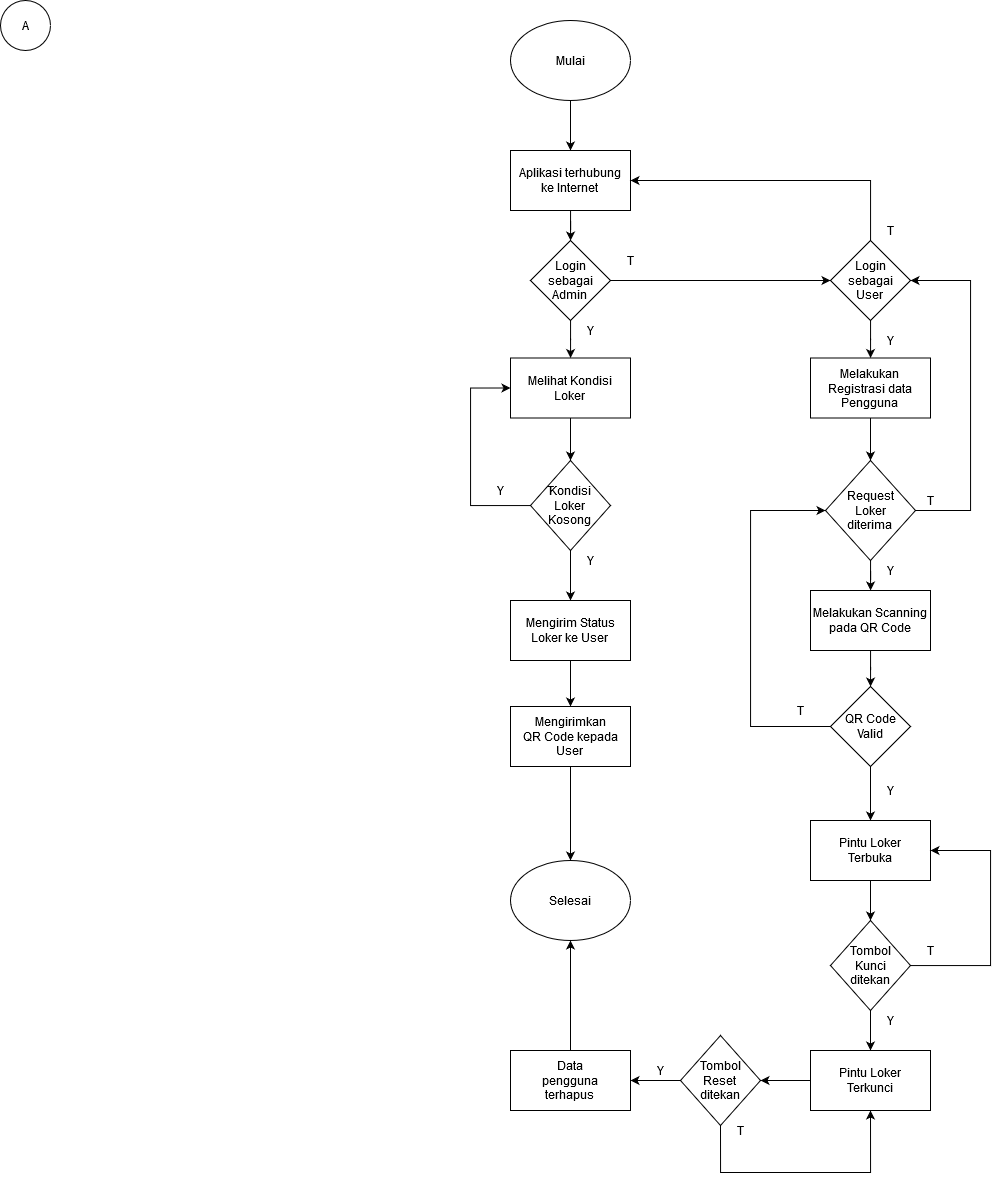 A
Mulai
Aplikasi terhubung
ke Internet
T
Login
sebagai
Admin
T
Login
sebagai
User
Y
Y
Melihat Kondisi
Loker
Melakukan
Registrasi data
Pengguna
Y
Kondisi
Loker
Kosong
Request
Loker
diterima
T
Y
Y
Mengirim Status
Loker ke User
Melakukan Scanning
pada QR Code
Mengirimkan
QR Code kepada
User
T
QR Code
Valid
Y
Pintu Loker
Terbuka
Selesai
Tombol
Kunci
ditekan
T
Y
Data
pengguna
terhapus
Y
Tombol
Reset
ditekan
Pintu Loker
Terkunci
T